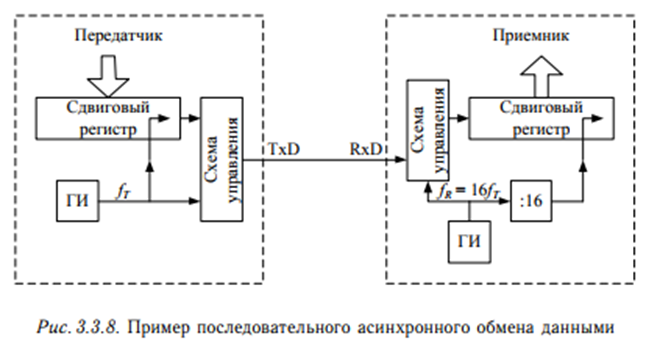 Передатчик
Сдвиговый
регистр
Схема
управления
ГИ
fT
TxD
RxD
Приемник
Схема
управления
Сдвиговый
регистр
fR = 16fT
:16
ГИ
Рис. 3.3.8. Пример последовательного асинхронного обмена данными